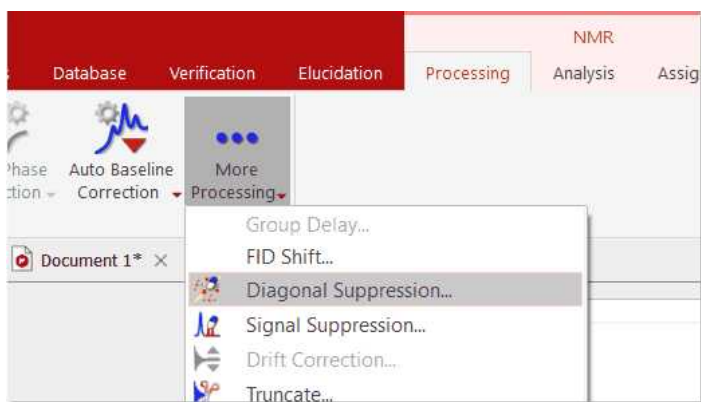 NMR
Database Verification Elucidation Processing Analysis Assig
Phase Auto Baseline More
ction Correction Processing
Group Delay...
Document 1*
FID Shift...
Diagonal Suppression...
Signal Suppression...
Drift Correction...
Truncate...